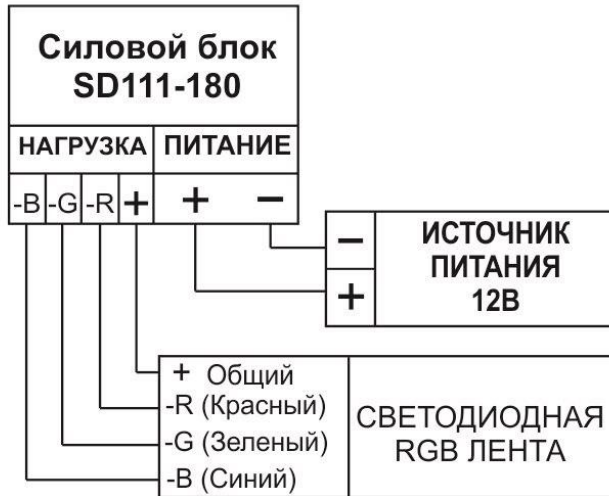 Силовой блок
SD111-180
НАГРУЗКА ПИТАНИЕ
-B -G -R + + −
− ИСТОЧНИК
ПИТАНИЯ
+ 12В
+ Общий
-R (Красный)
-G (Зеленый)
-B (Синий)
СВЕТОДИОДНАЯ
RGB ЛЕНТА